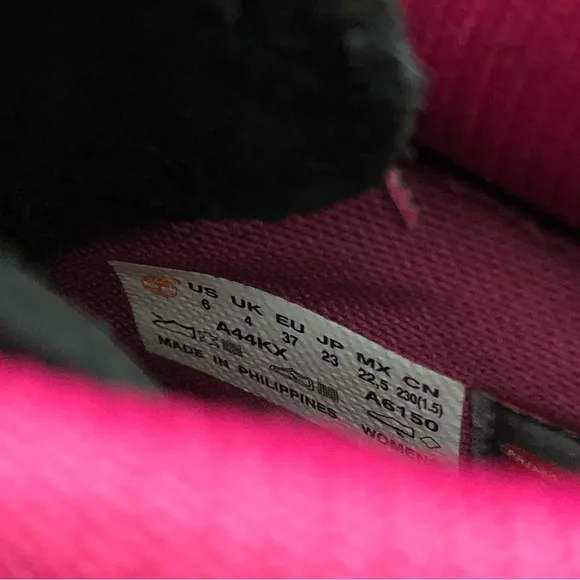 US UK EU JP MX CN
6 4 37 23 22,5 230(1.5)
A44KX A6150
MADE IN PHILIPPINES WOMEN